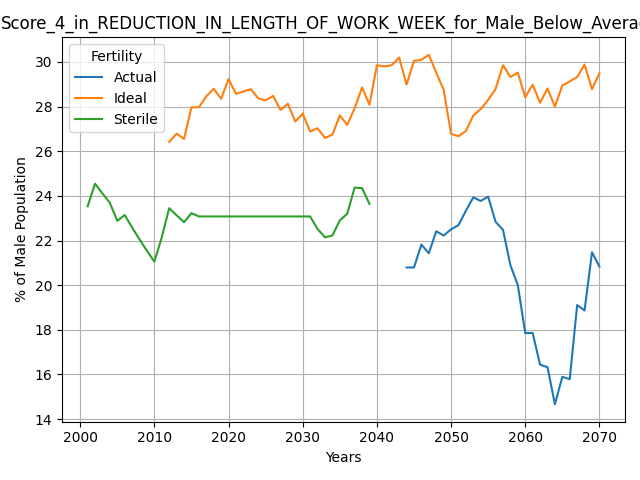 Score_4_in_REDUCTION_IN_LENGTH_OF_WORK_WEEK_for_Male_Below_Avera
Fertility
Actual
Ideal
Sterile
% of Male Population
30
28
26
24
22
20
18
16
14
2000 2010 2020 2030 2040 2050 2060 2070
Years